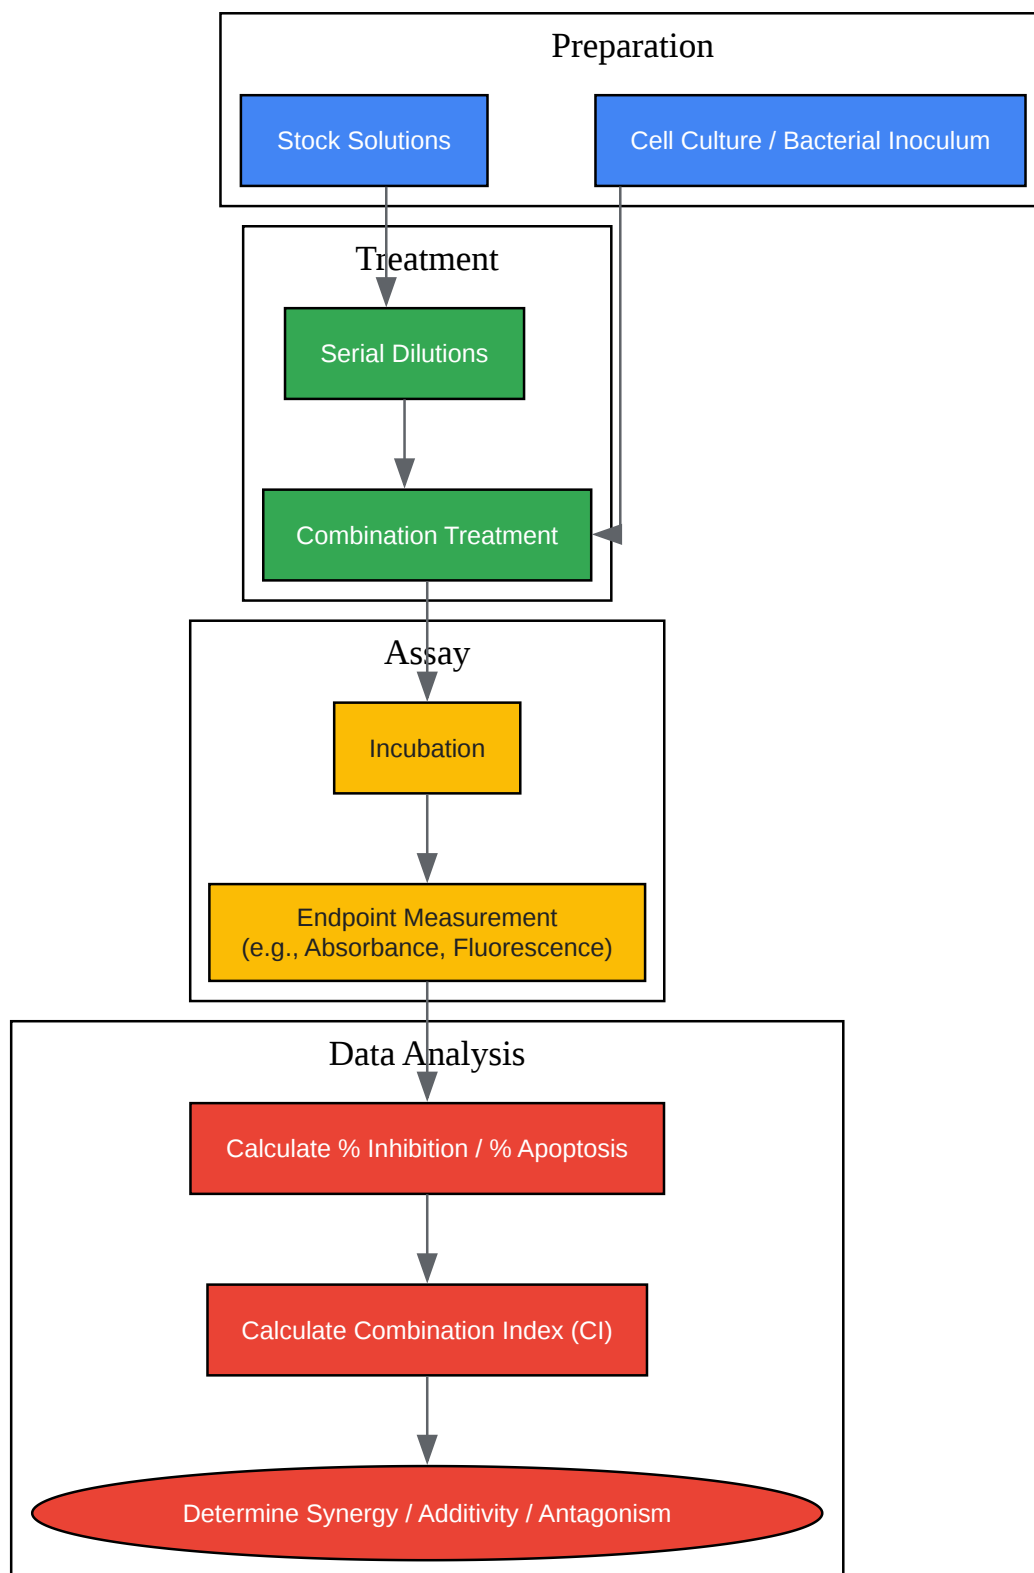 Preparation
Stock Solutions
Cell Culture / Bacterial Inoculum
Treatment
Serial Dilutions
Combination Treatment
Assay
Incubation
Endpoint Measurement
(e.g., Absorbance, Fluorescence)
Data Analysis
Calculate % Inhibition / % Apoptosis
Calculate Combination Index (CI)
Determine Synergy / Additivity / Antagonism